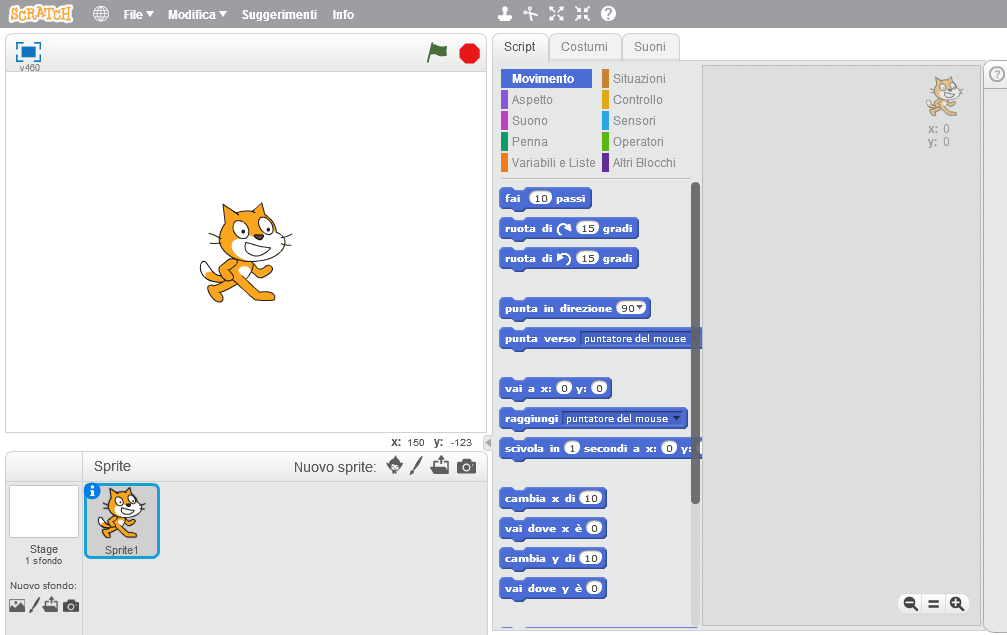 SCRATCH File Modifica Suggerimenti Info
v460
Script Costumi Suoni
Movimento Situazioni
Aspetto Controllo
Suono Sensori
Penna Operatori
Variabili e Liste Altri Blocchi
x: 0
y: 0
fai 10 passi
ruota di 15 gradi
ruota di 15 gradi
punta in direzione 90
punta verso puntatore del mouse
vai a x: 0 y: 0
raggiungi puntatore del mouse
scivola in 1 secondi a x: 0 y:
cambia x di 10
vai dove x è 0
cambia y di 10
vai dove y è 0
x: 150 y: -123
Sprite Nuovo sprite:
Stage
1 sfondo
Nuovo sfondo:
Sprite1